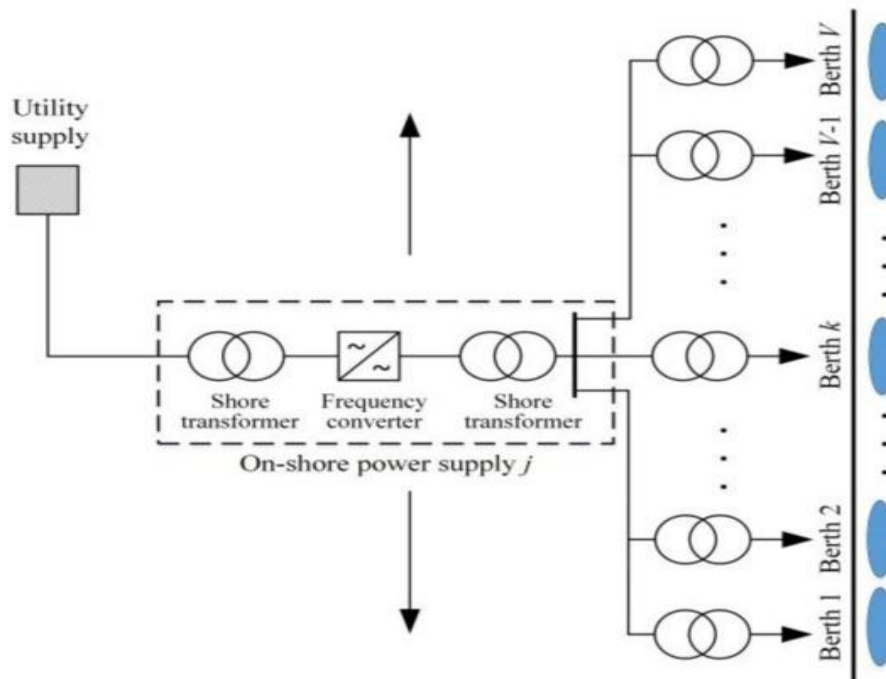 Utility
supply
Shore
transformer
Frequency
converter
Shore
transformer
On-shore power supply j
Berth V
Berth V-1
Berth k
Berth 2
Berth 1